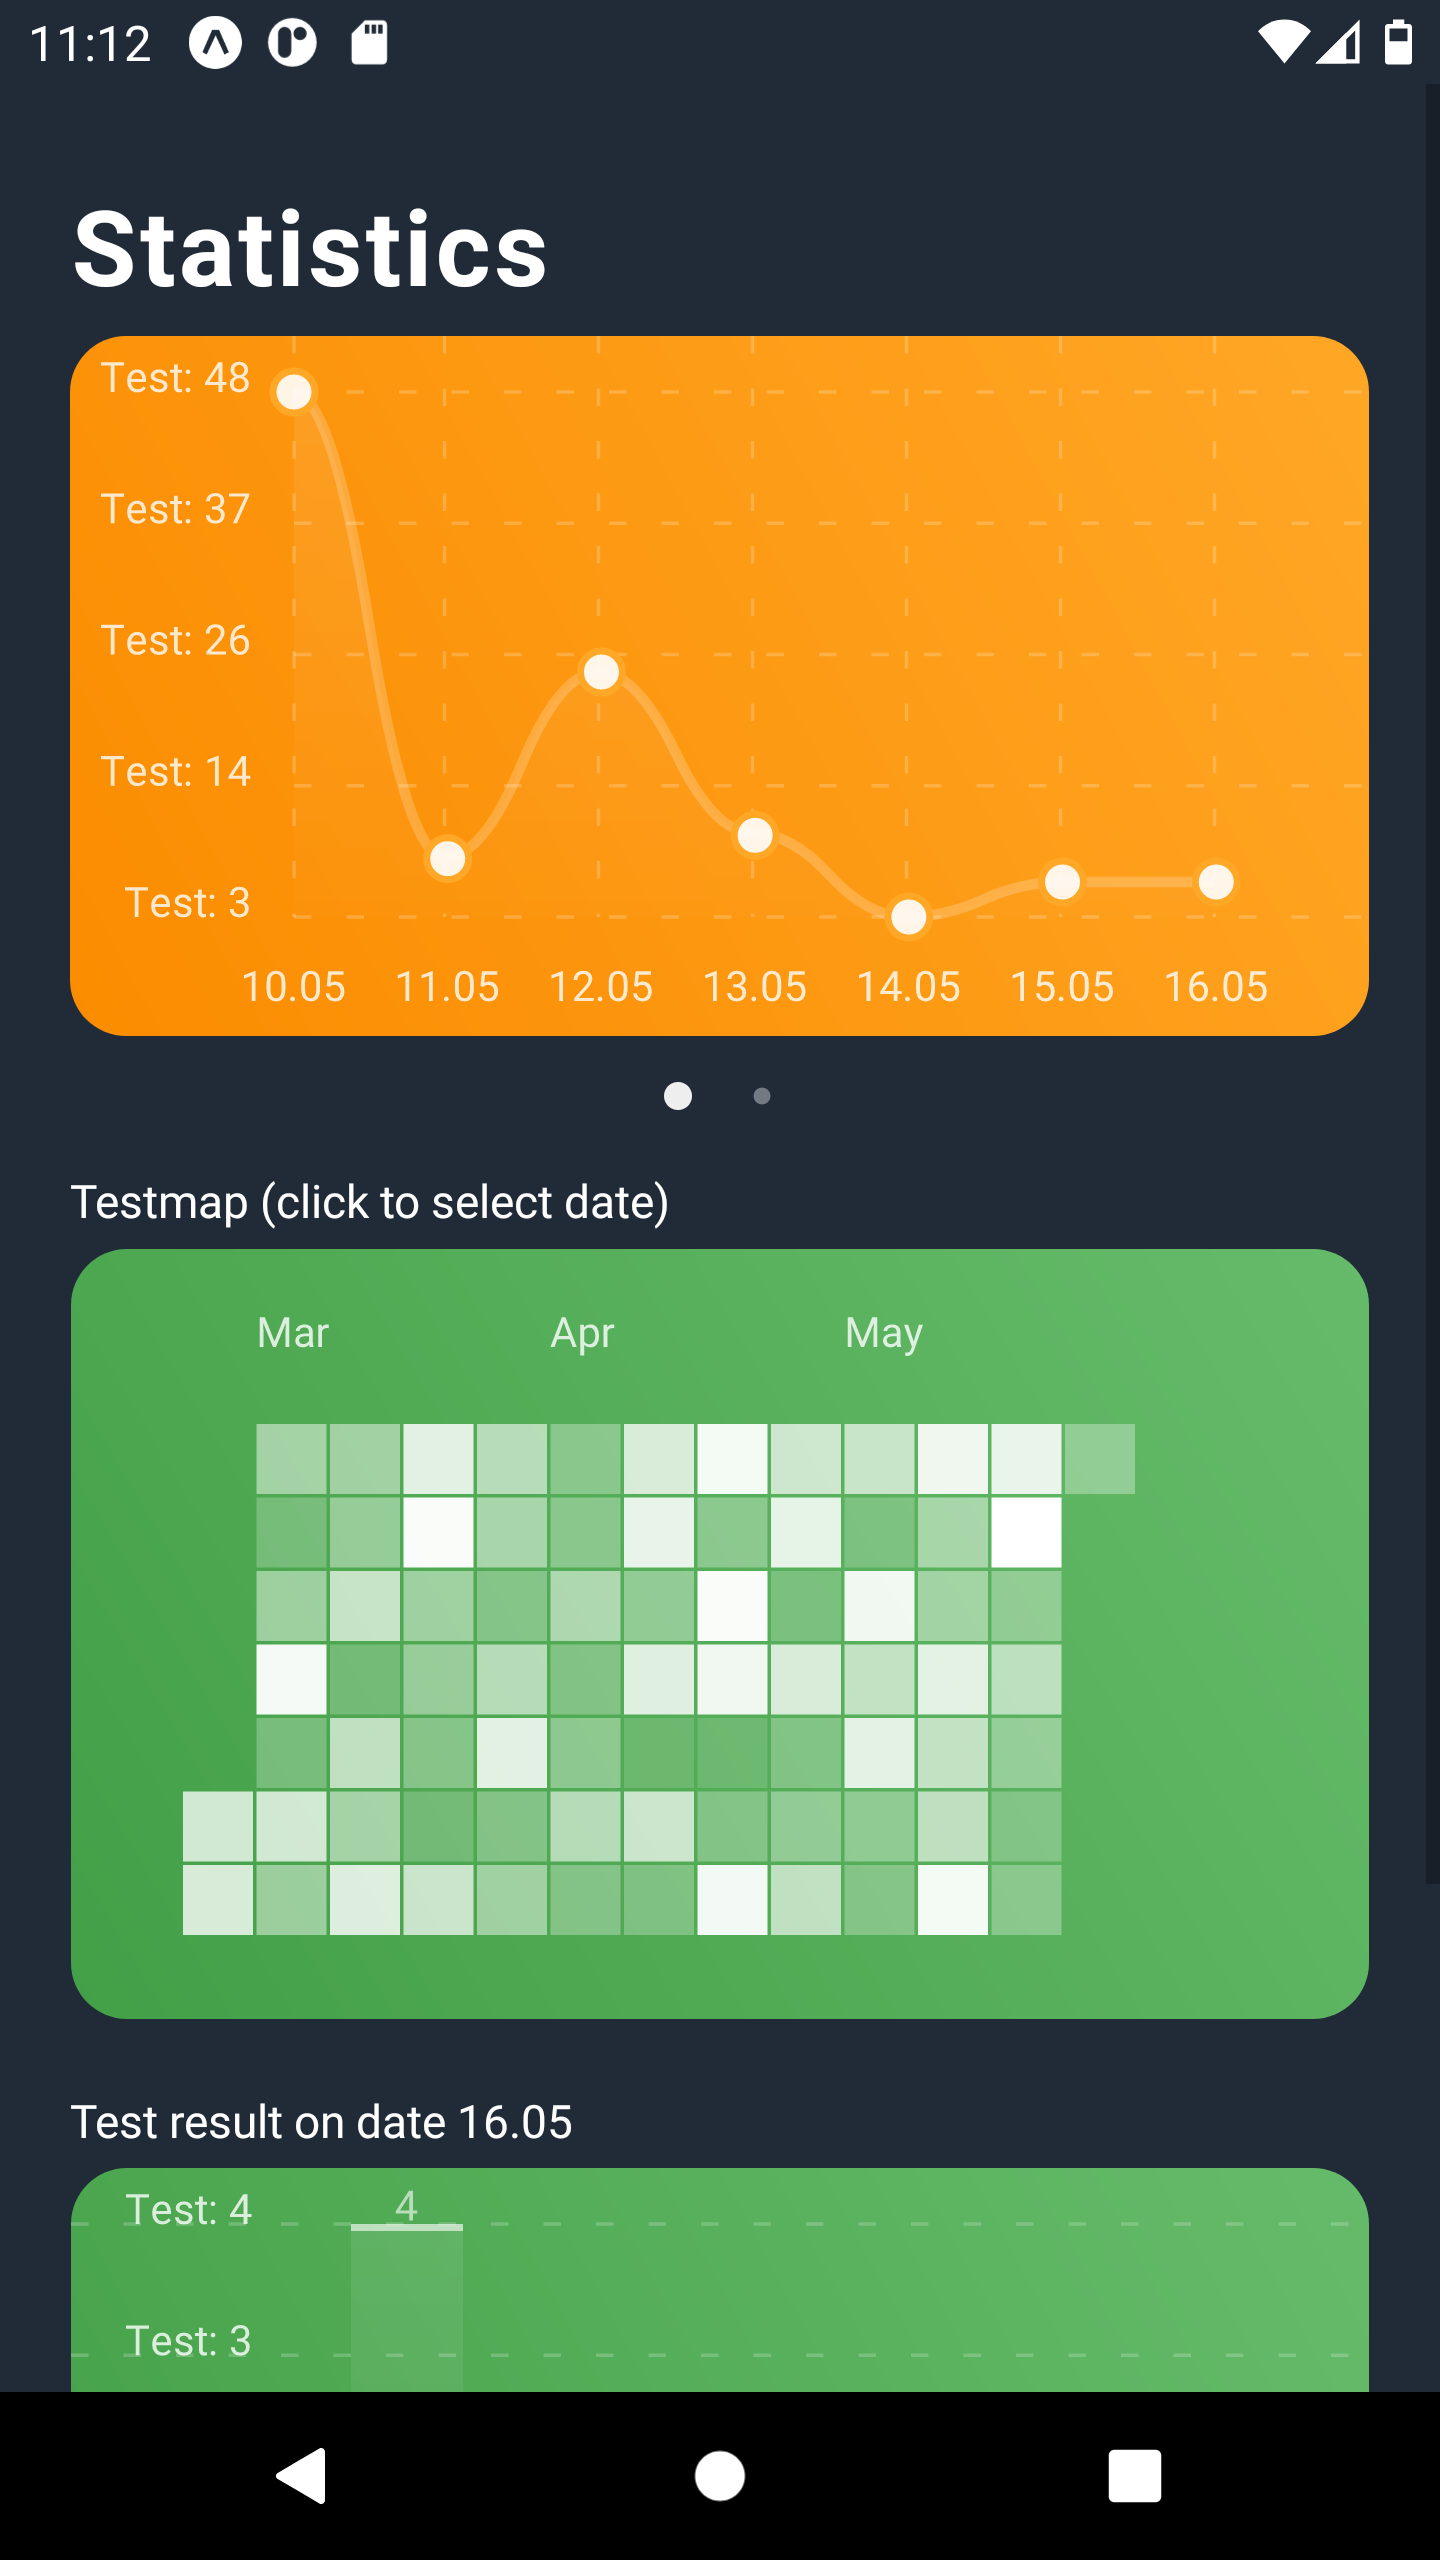 11:12
Statistics
Test: 48
Test: 37
Test: 26
Test: 14
Test: 3
10.05 11.05 12.05 13.05 14.05 15.05 16.05
Testmap (click to select date)
Mar Apr May
Test result on date 16.05
Test: 4 4
Test: 3